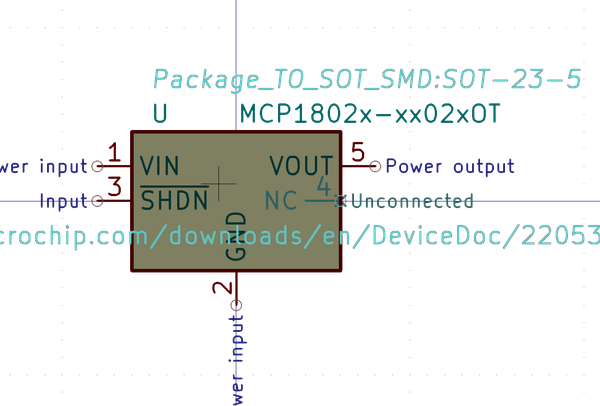 Package_TO_SOT_SMD:SOT-23-5
U MCP1802x-xx02xOT
wer input 1 VIN VOUT 5 Power output
Input 3 SHDN NC 4 Unconnected
crochip.com/downloads/en/DeviceDoc/22053
GND
2
wer input